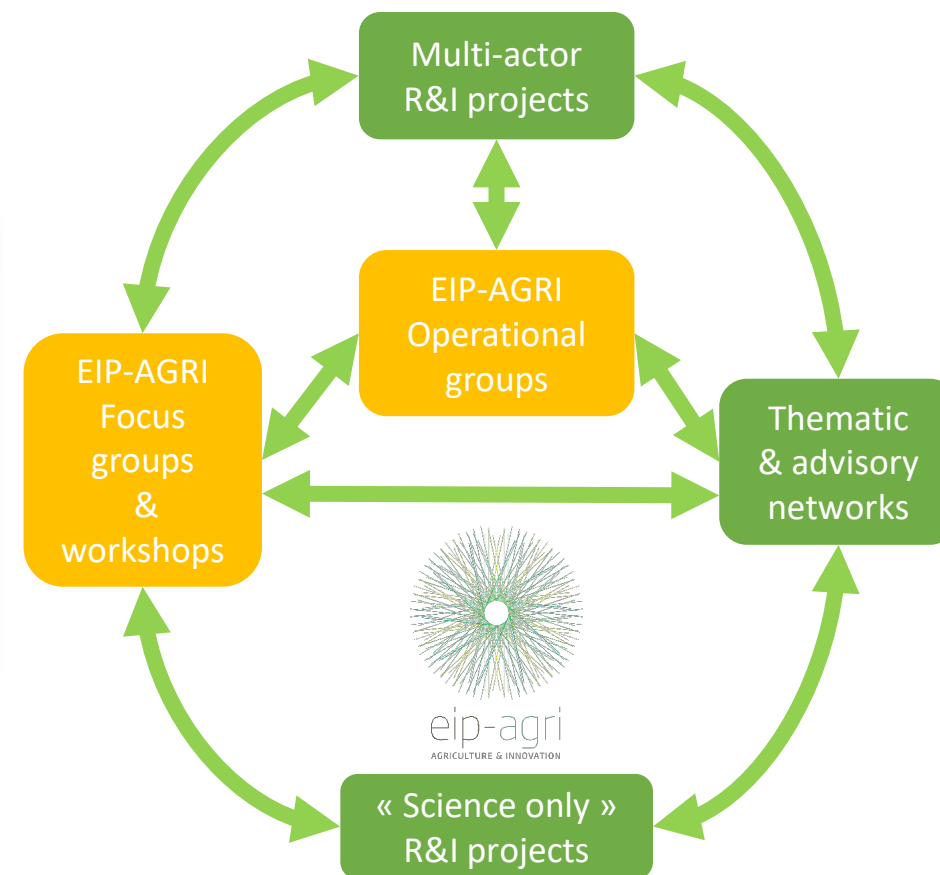 Multi-actor
R&I projects
EIP-AGRI
Operational
groups
EIP-AGRI
Focus
groups
&
workshops
Thematic
& advisory
networks
eip-agri
AGRICULTURE & INNOVATION
« Science only »
R&I projects